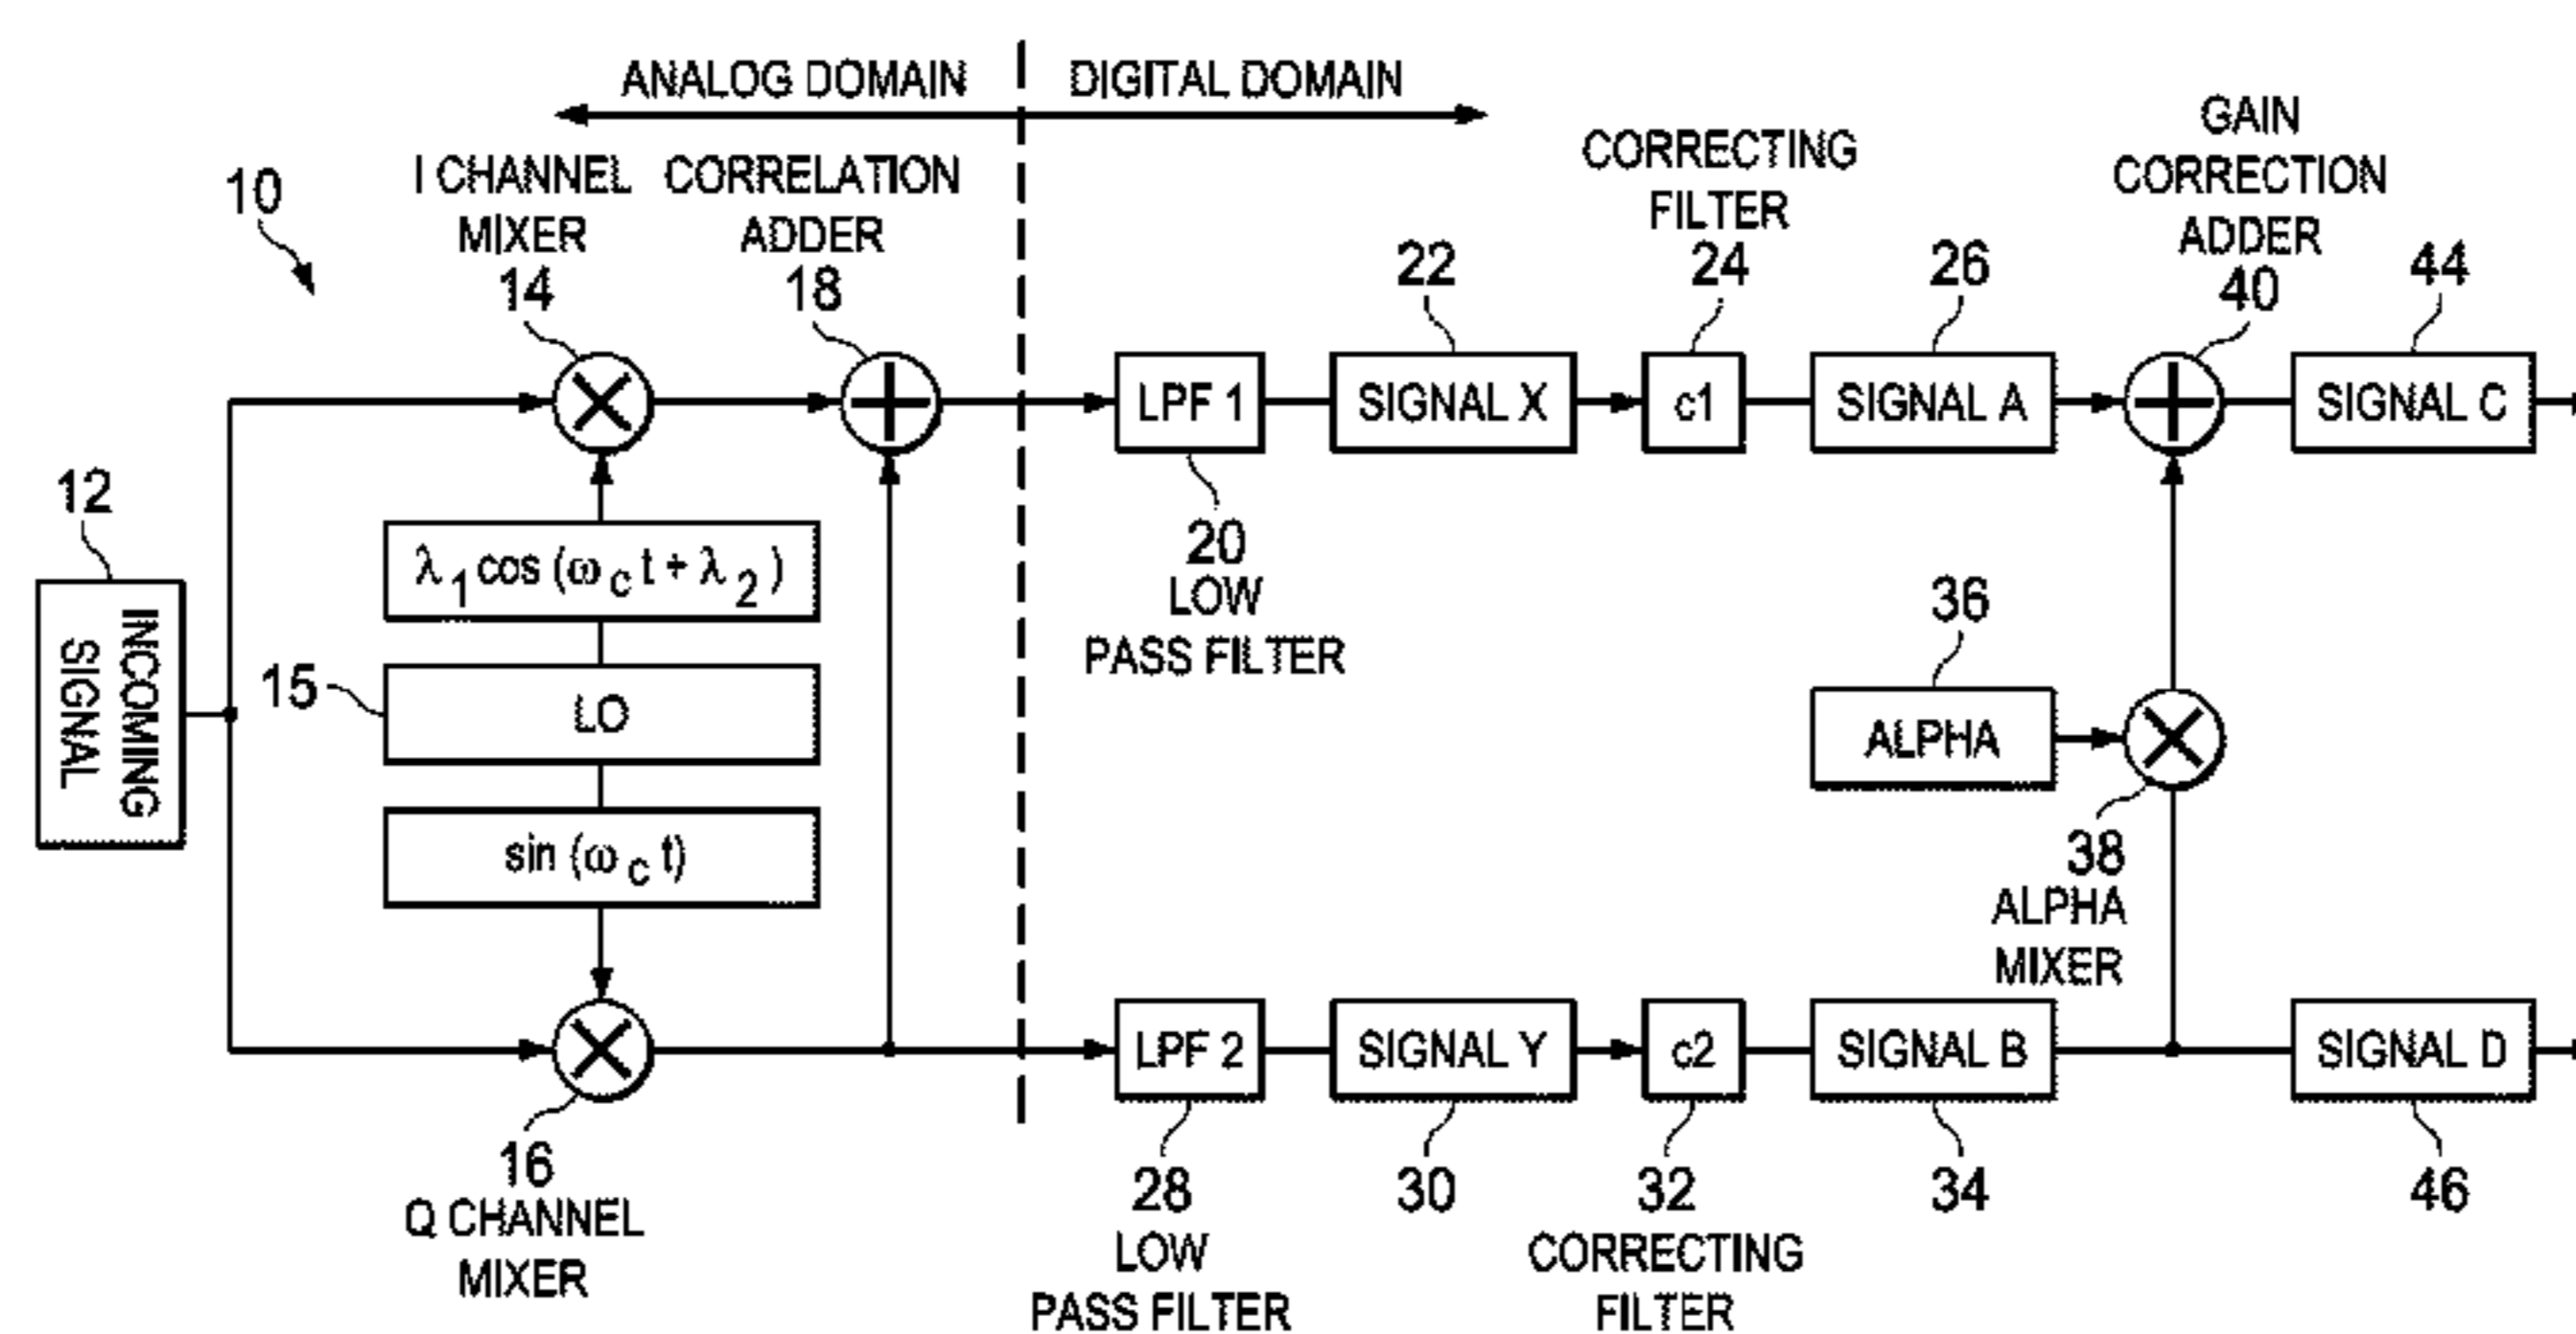 ANALOG DOMAIN
DIGITAL DOMAIN
10
I CHANNEL
MIXER
14
CORRELATION
ADDER
18
CORRECTING
FILTER
24
GAIN
CORRECTION
ADDER
40
22
26
44
LPF 1
SIGNAL X
c1
SIGNAL A
SIGNAL C
12
INCOMING
SIGNAL
λ1 cos (ωc t + λ2)
15
LO
sin (ωc t)
20
LOW
PASS FILTER
36
ALPHA
38
ALPHA
MIXER
LPF 2
SIGNAL Y
c2
SIGNAL B
SIGNAL D
16
Q CHANNEL
MIXER
28
LOW
PASS FILTER
30
32
CORRECTING
FILTER
34
46